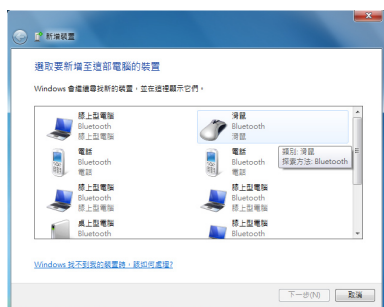 新增裝置
選取要新增至這部電腦的裝置
Windows 會繼續尋找新的裝置，並在這裡顯示它們。
膝上型電腦
Bluetooth
膝上型電腦
滑鼠
Bluetooth
滑鼠
電話
Bluetooth
電話
電話
Bluetooth
電話
類別: 滑鼠
探索方法: Bluetooth
膝上型電腦
Bluetooth
膝上型電腦
膝上型電腦
Bluetooth
膝上型電腦
桌上型電腦
Bluetooth
膝上型電腦
Bluetooth
Windows 找不到我的裝置時，該如何處理?
下一步(N)
取消